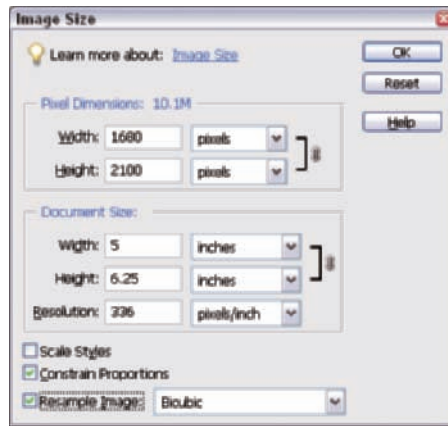 Image Size
Learn more about: Image Size
OK
Reset
Help
Pixel Dimensions: 10.1M
Width: 1680 pixels
Height: 2100 pixels
Document Size:
Width: 5 inches
Height: 6.25 inches
Resolution: 336 pixels/inch
Scale Styles
Constrain Proportions
Resample Image: Bicubic